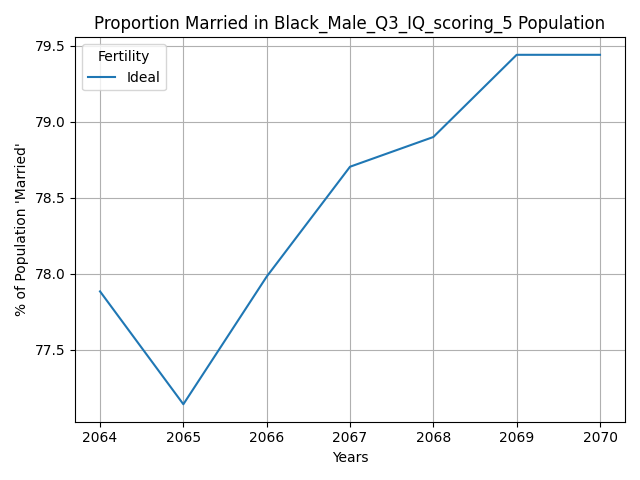 Proportion Married in Black_Male_Q3_IQ_scoring_5 Population
79.5
79.0
78.5
78.0
77.5
% of Population 'Married'
Fertility
Ideal
2064 2065 2066 2067 2068 2069 2070
Years